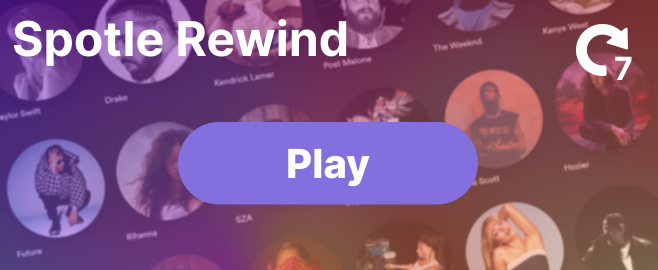 Spotle Rewind
7
Kanye West
The Weeknd
Post Malone
Kendrick Lamar
Drake
aylor Swift
Play
Hozier
Scott
SZA
Rihanna
Future